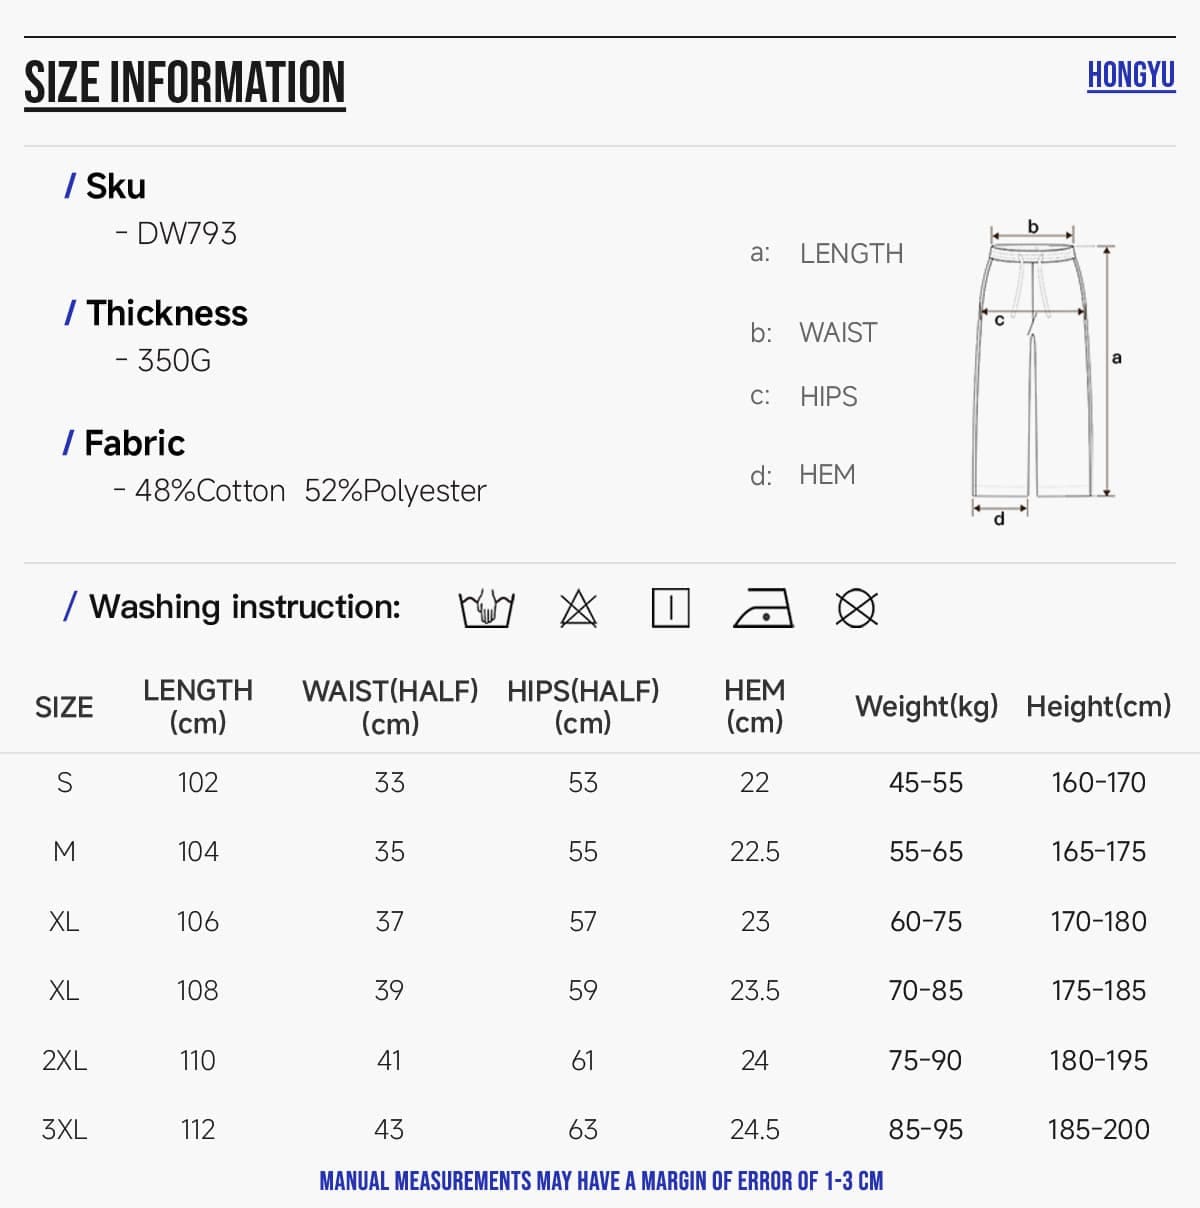 SIZE INFORMATION
HONGYU
/ Sku
- DW793
/ Thickness
- 350G
/ Fabric
- 48%Cotton 52%Polyester
a: LENGTH
b: WAIST
c: HIPS
d: HEM
b
c
a
d
/ Washing instruction:
SIZE LENGTH (cm) WAIST(HALF) (cm) HIPS(HALF) (cm) HEM (cm) Weight(kg) Height(cm)
S 102 33 53 22 45-55 160-170
M 104 35 55 22.5 55-65 165-175
XL 106 37 57 23 60-75 170-180
XL 108 39 59 23.5 70-85 175-185
2XL 110 41 61 24 75-90 180-195
3XL 112 43 63 24.5 85-95 185-200
MANUAL MEASUREMENTS MAY HAVE A MARGIN OF ERROR OF 1-3 CM